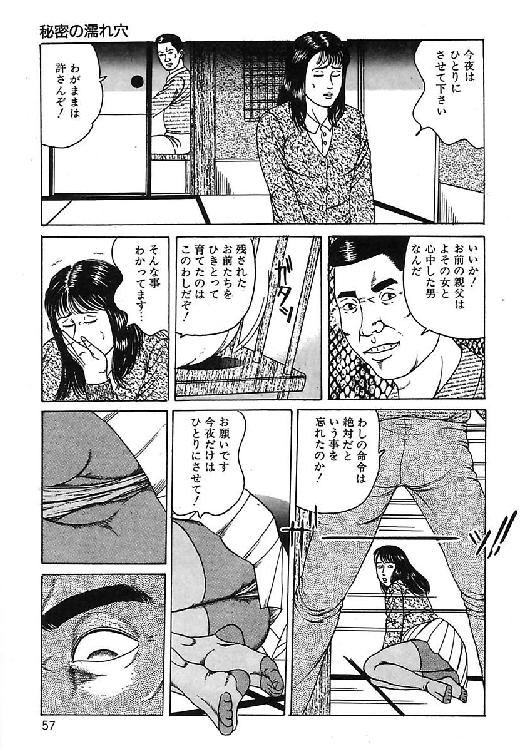 秘密の濡れ穴
今夜は
ひとりに
させて下さい
わがままは
許さんぞ!
いいか!
お前の親父は
よその女と
心中した男
なんだ
ガタン
残された
お前たちを
ひきとって
育てたのは
このわしだぞ!
そんな事
わかってます…
わしの命令は
絶対だと
いう事を
忘れたのか!
お願いです
今夜だけは
ひとりにさせて!
57